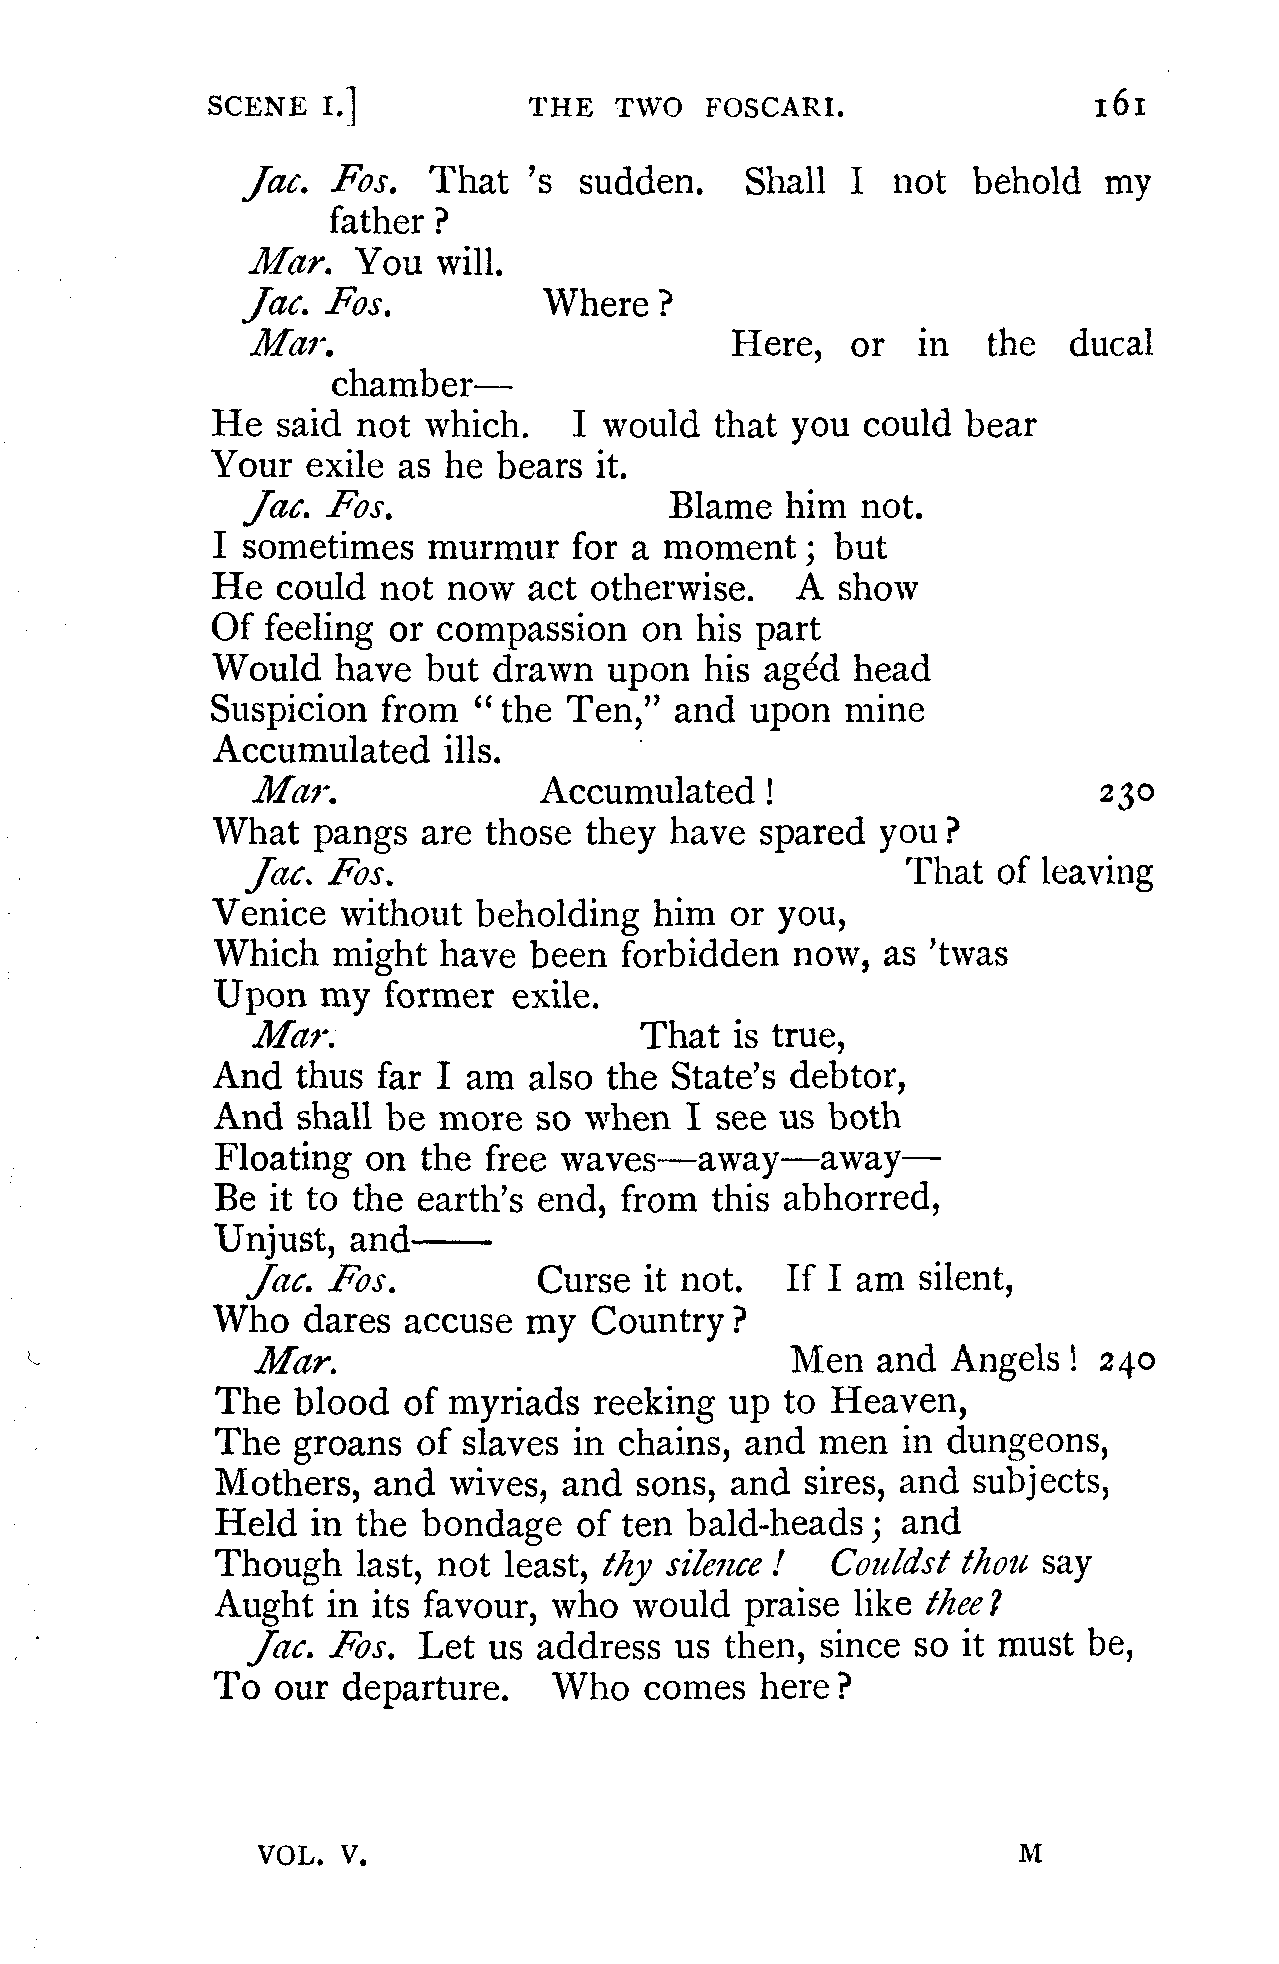 SCENE I.] THE TWO FOSCARI. 161
Jac. Fos. That 's sudden. Shall I not behold my
father?
Mar. You will.
Jac. Fos. Where?
Mar. Here, or in the ducal
chamber—
He said not which. I would that you could bear
Your exile as he bears it.
Jac. Fos. Blame him not.
I sometimes murmur for a moment; but
He could not now act otherwise. A show
Of feeling or compassion on his part
Would have but drawn upon his agéd head
Suspicion from "the Ten," and upon mine
Accumulated ills.
Mar. Accumulated! 230
What pangs are those they have spared you?
Jac. Fos. That of leaving
Venice without beholding him or you,
Which might have been forbidden now, as 'twas
Upon my former exile.
Mar. That is true,
And thus far I am also the State's debtor,
And shall be more so when I see us both
Floating on the free waves—away—away—
Be it to the earth's end, from this abhorred,
Unjust, and——
Jac. Fos. Curse it not. If I am silent,
Who dares accuse my Country?
Mar. Men and Angels! 240
The blood of myriads reeking up to Heaven,
The groans of slaves in chains, and men in dungeons,
Mothers, and wives, and sons, and sires, and subjects,
Held in the bondage of ten bald-heads; and
Though last, not least, thy silence! Couldst thou say
Aught in its favour, who would praise like thee?
Jac. Fos. Let us address us then, since so it must be,
To our departure. Who comes here?
VOL. V. M